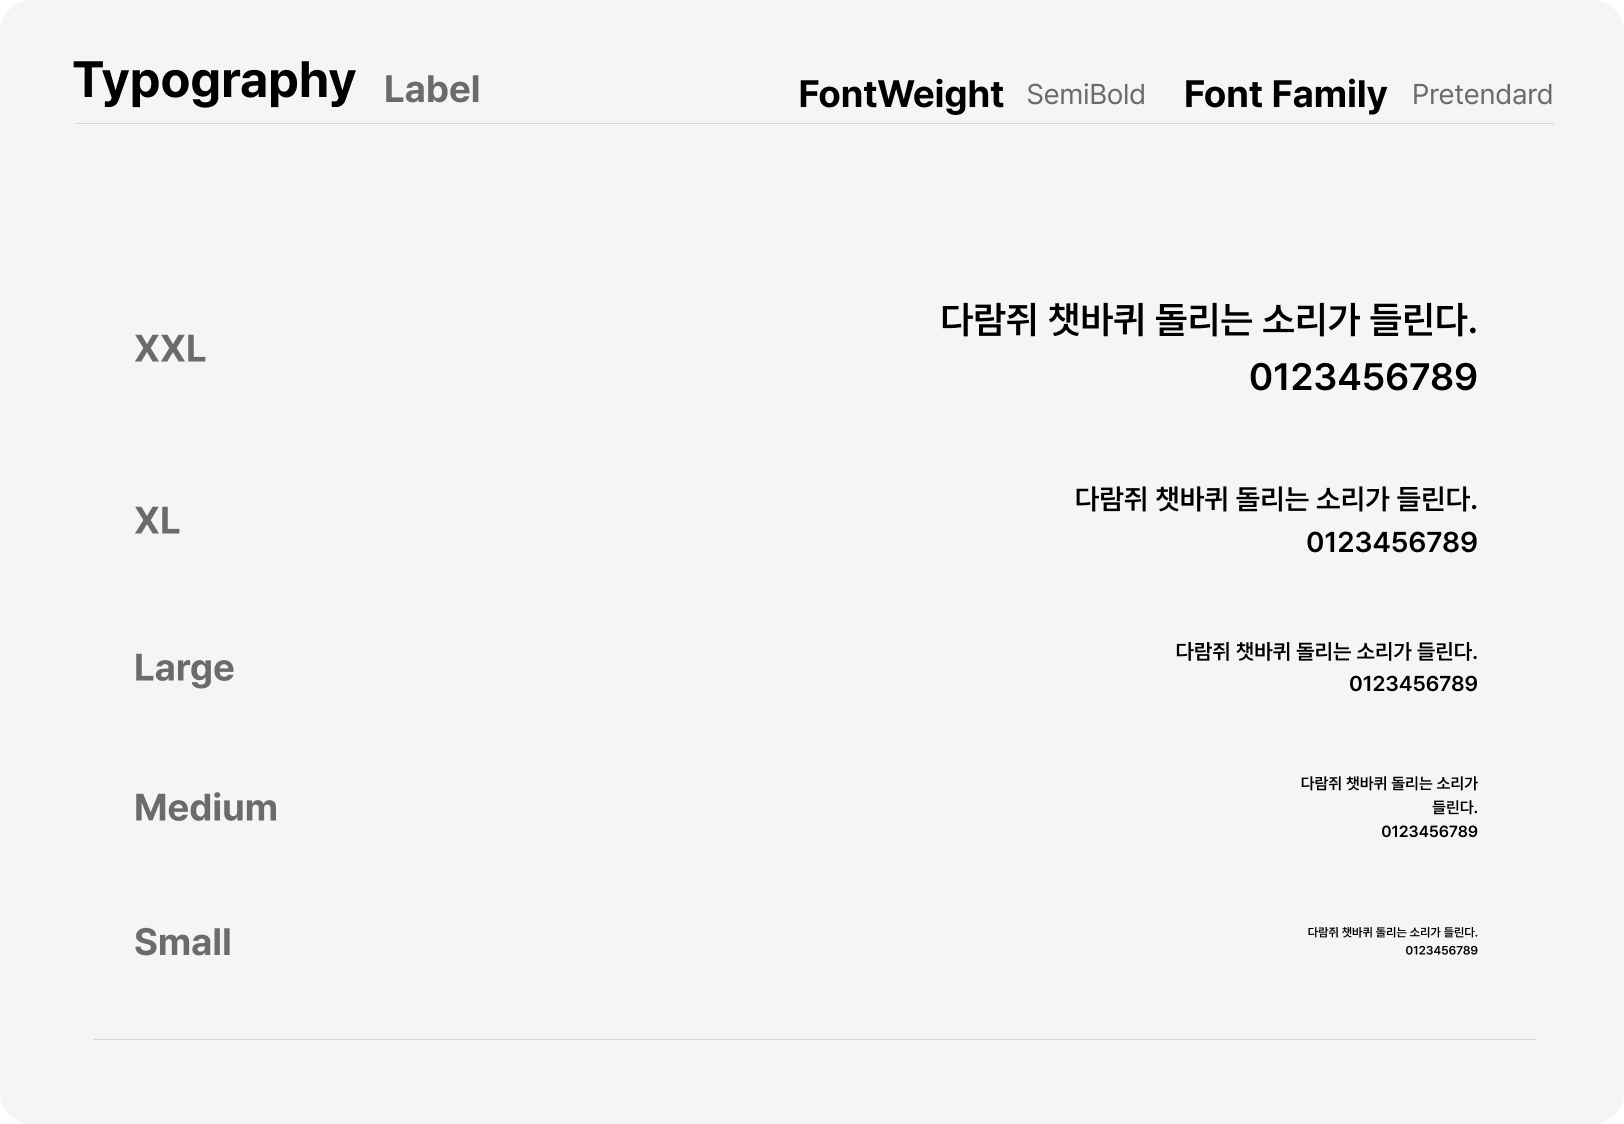 Typography Label FontWeight SemiBold Font Family Pretendard
XXL
다람쥐 쳇바퀴 돌리는 소리가 들린다.
0123456789
XL
다람쥐 챗바퀴 돌리는 소리가 들린다.
0123456789
Large
다람쥐 챗바퀴 돌리는 소리가 들린다.
0123456789
Medium
다람쥐 챗바퀴 돌리는 소리가
들린다.
0123456789
Small
다람쥐 챗바퀴 돌리는 소리가 들린다.
0123456789